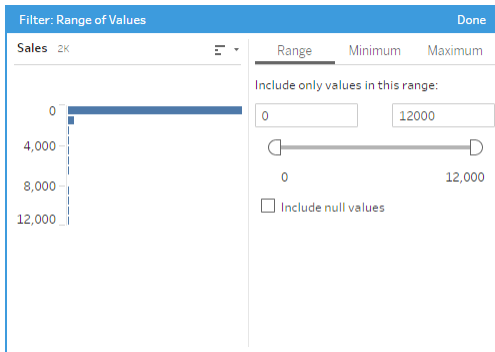 Filter: Range of Values Done
Sales 2K
Range Minimum Maximum
Include only values in this range:
0 12000
0 12,000
Include null values
0
4,000
8,000
12,000